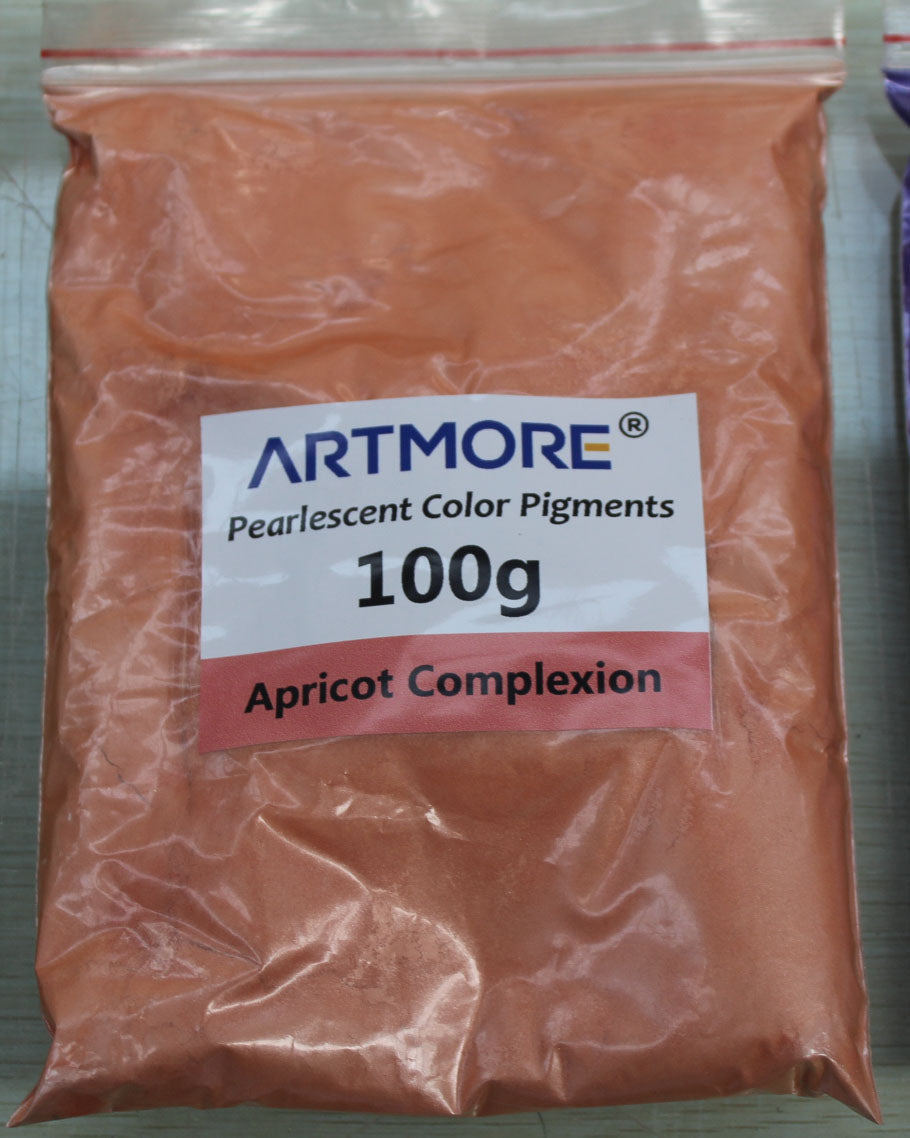 ARTMORE®
Pearlescent Color Pigments
100g
Apricot Complexion